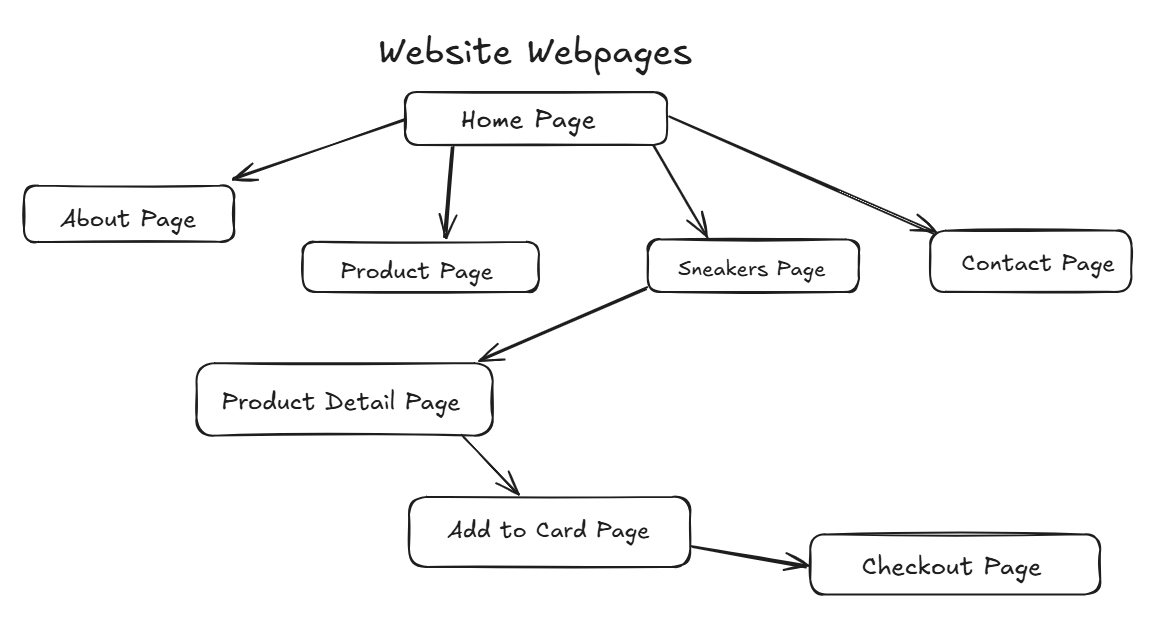 Website Webpages
Home Page
About Page
Product Page
Sneakers Page
Contact Page
Product Detail Page
Add to Card Page
Checkout Page